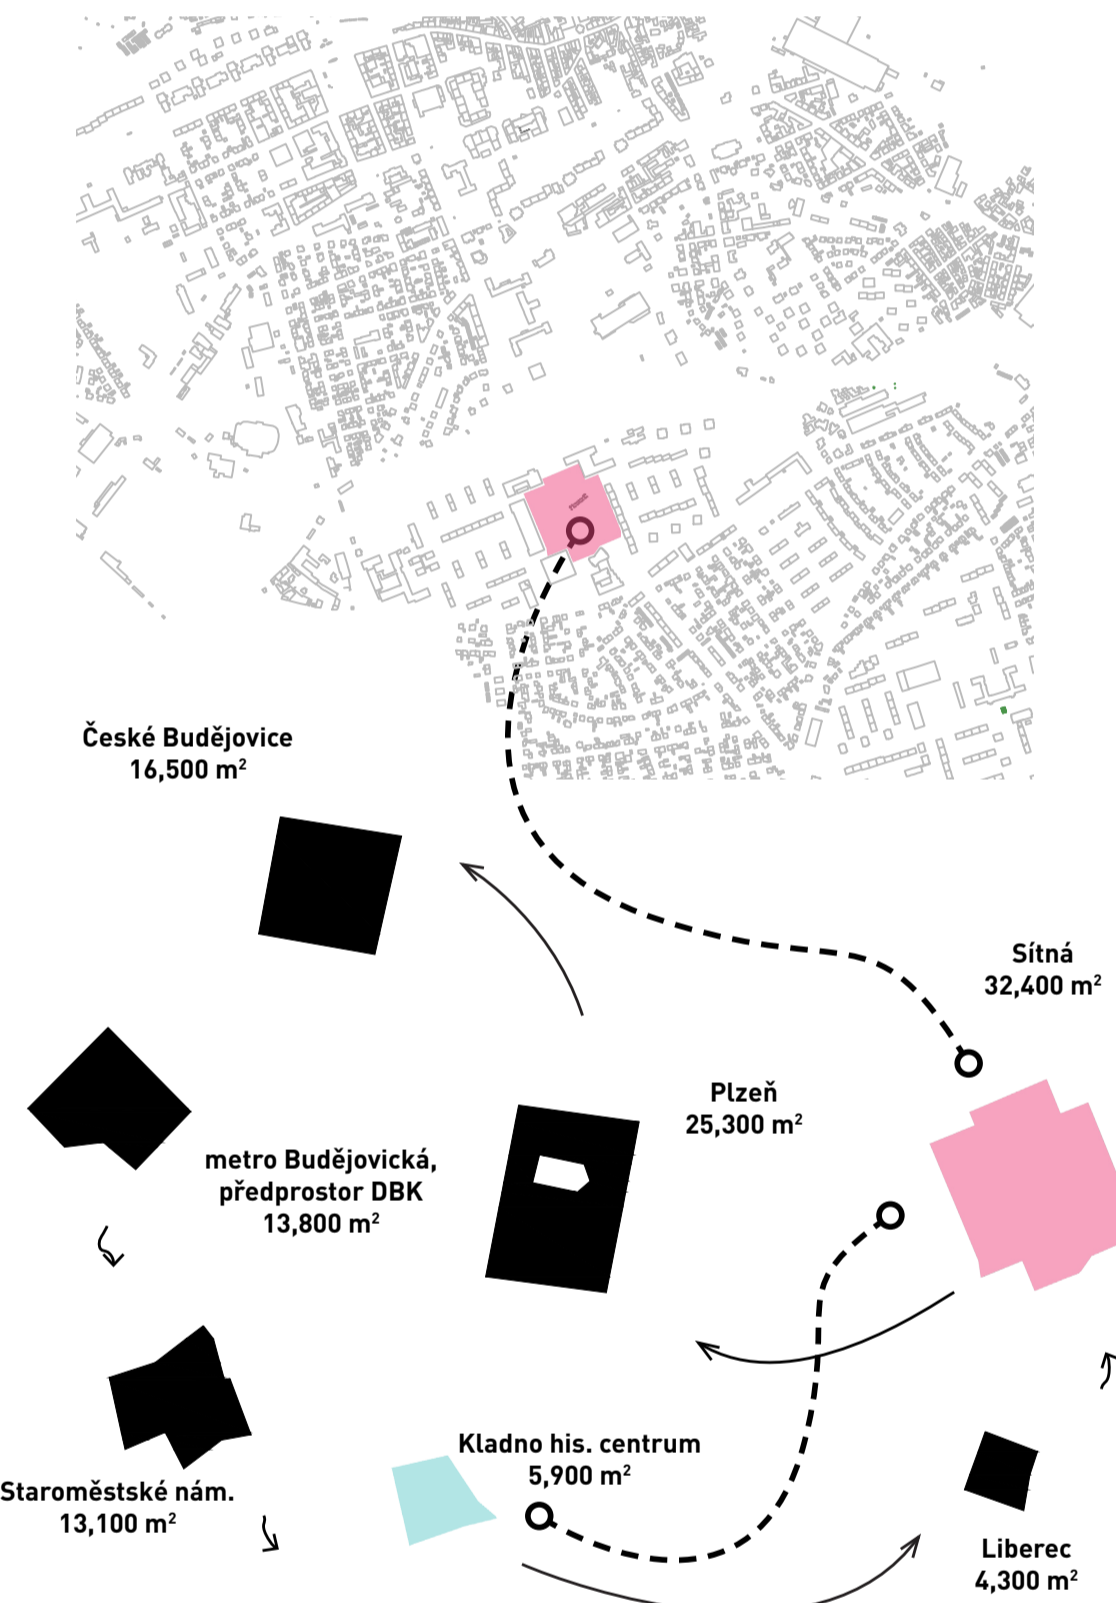 České Budějovice
16,500 m²
Sítná
32,400 m²
Plzeň
25,300 m²
metro Budějovická,
předprostor DBK
13,800 m²
Kladno his. centrum
5,900 m²
Staroměstské nám.
13,100 m²
Liberec
4,300 m²